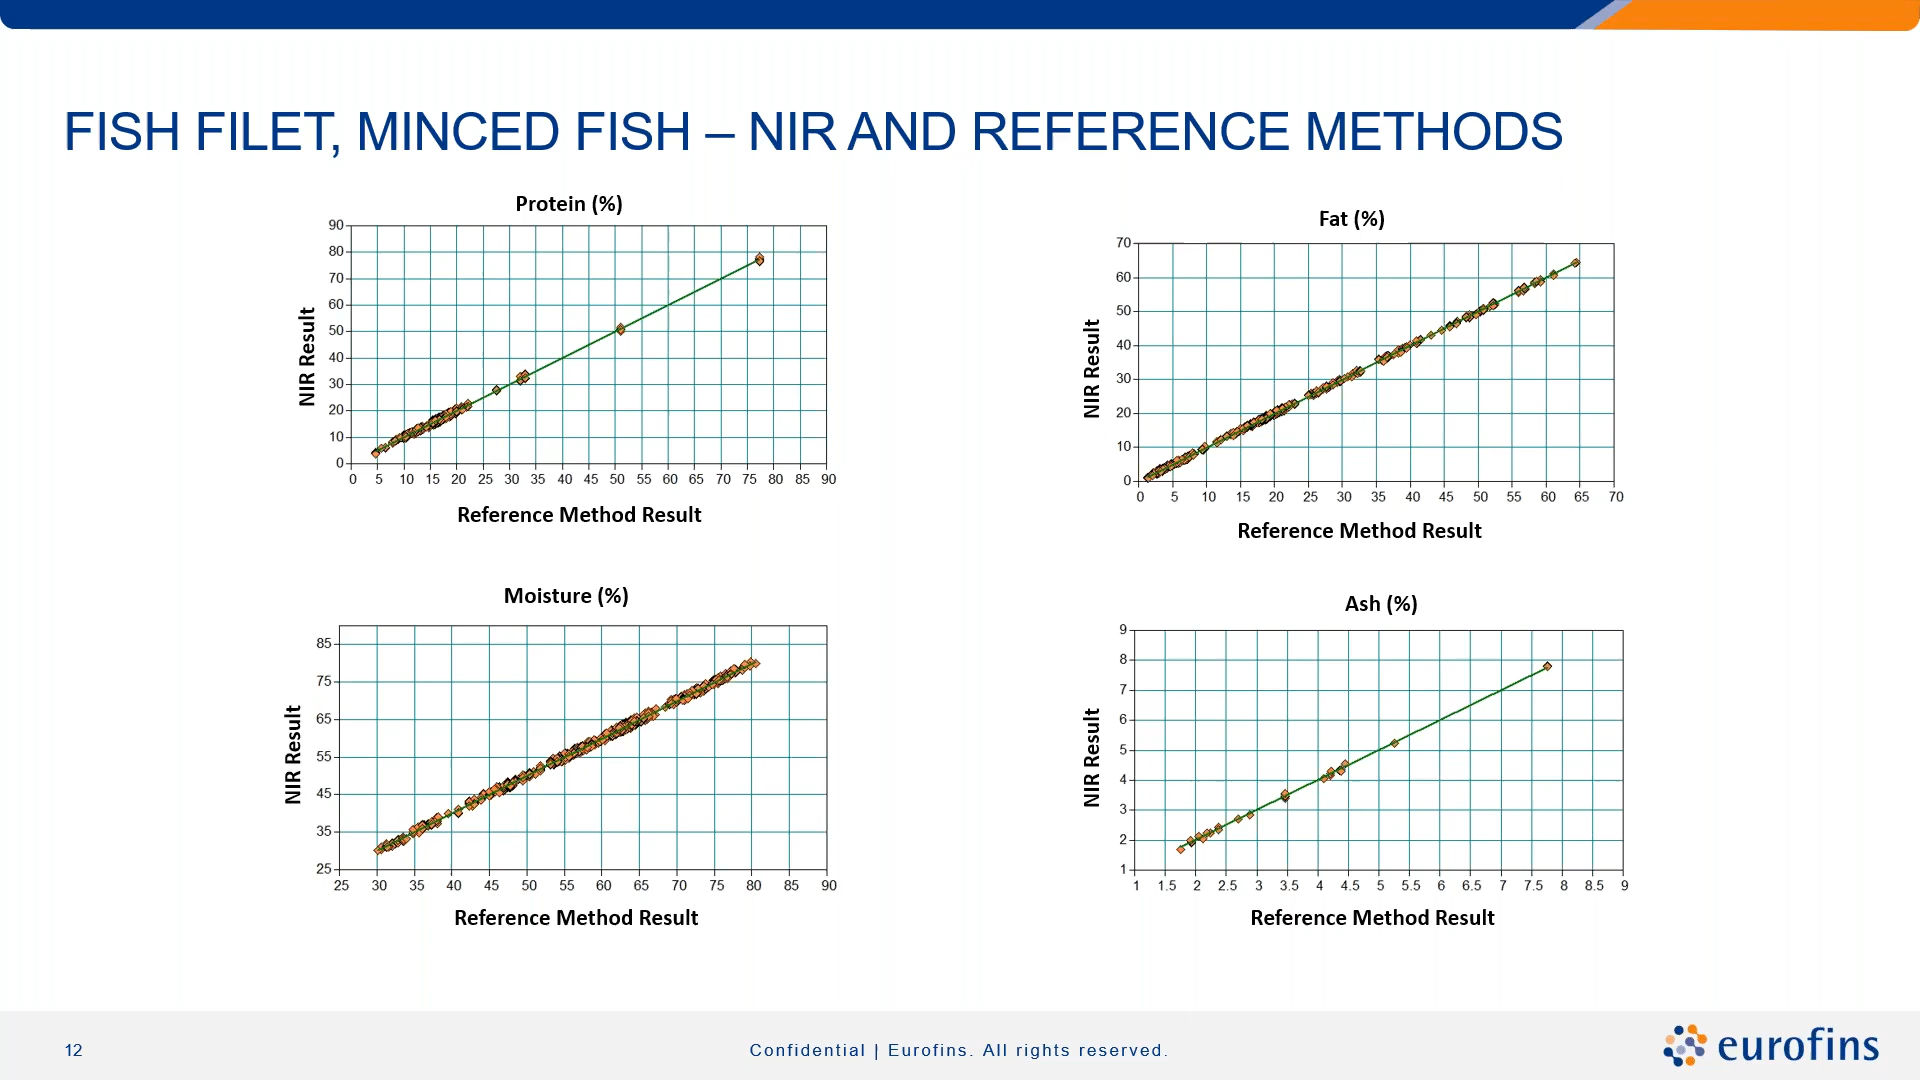 FISH FILET, MINCED FISH – NIR AND REFERENCE METHODS
Protein (%)
NIR Result
90
80
70
60
50
40
30
20
10
0
0 5 10 15 20 25 30 35 40 45 50 55 60 65 70 75 80 85 90
Reference Method Result
Fat (%)
NIR Result
70
60
50
40
30
20
10
0
0 5 10 15 20 25 30 35 40 45 50 55 60 65 70
Reference Method Result
Moisture (%)
NIR Result
85
75
65
55
45
35
25
25 30 35 40 45 50 55 60 65 70 75 80 85 90
Reference Method Result
Ash (%)
NIR Result
9
8
7
6
5
4
3
2
1
1 1.5 2 2.5 3 3.5 4 4.5 5 5.5 6 6.5 7 7.5 8 8.5 9
Reference Method Result
12
Confidential | Eurofins. All rights reserved.
eurofins